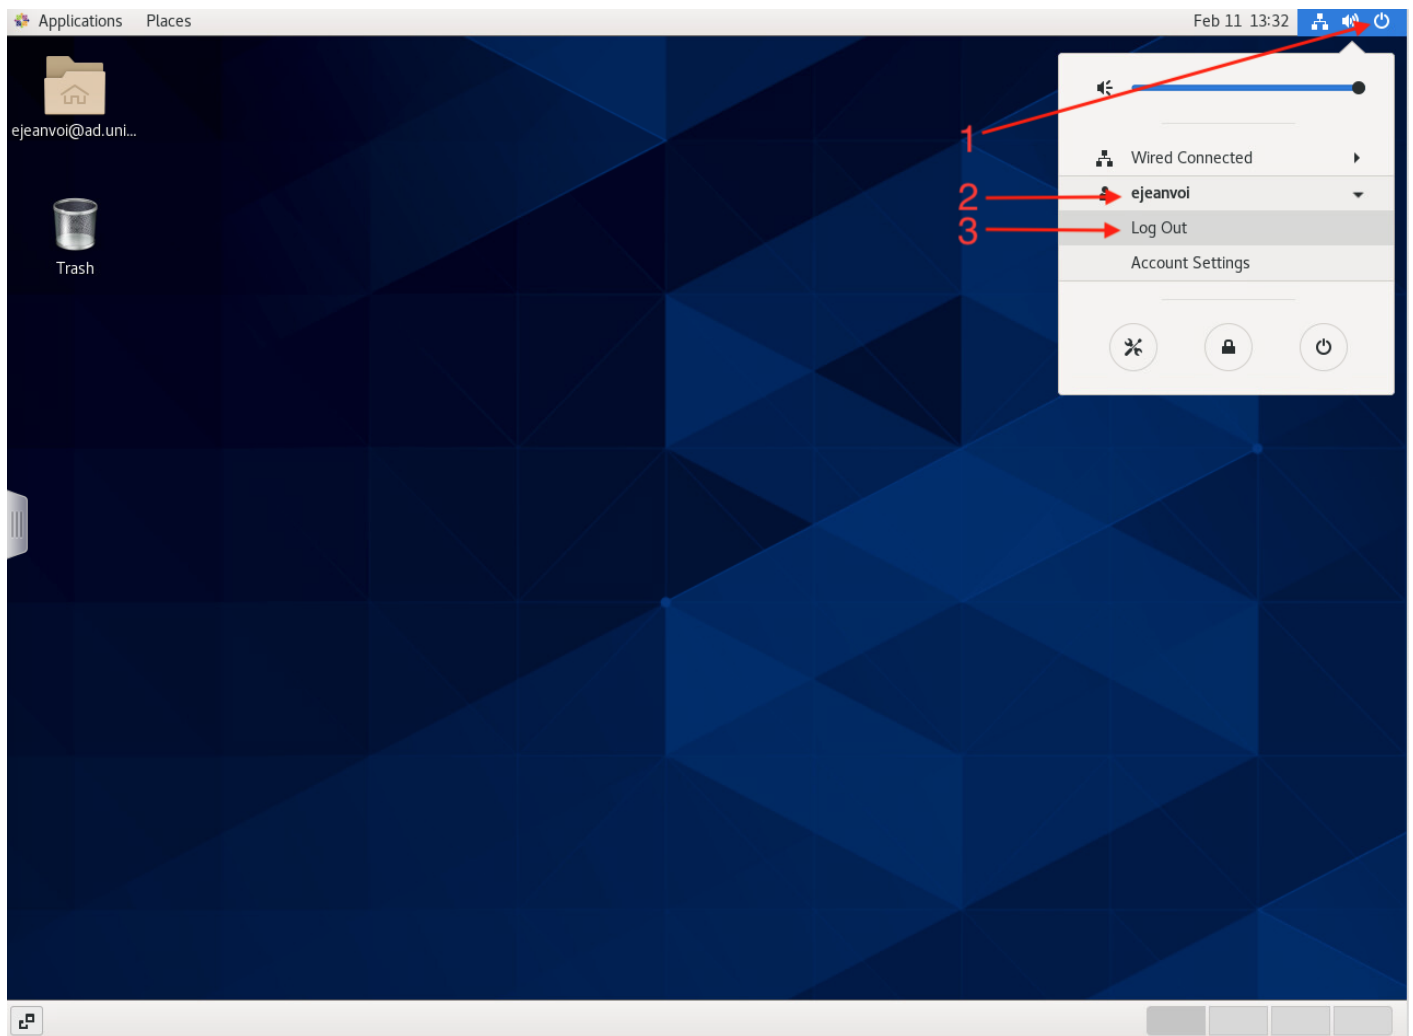 Applications Places Feb 11 13:32
ejeanvoi@ad.uni...
Trash
1
Wired Connected
2 ejeanvoi
3 Log Out
Account Settings